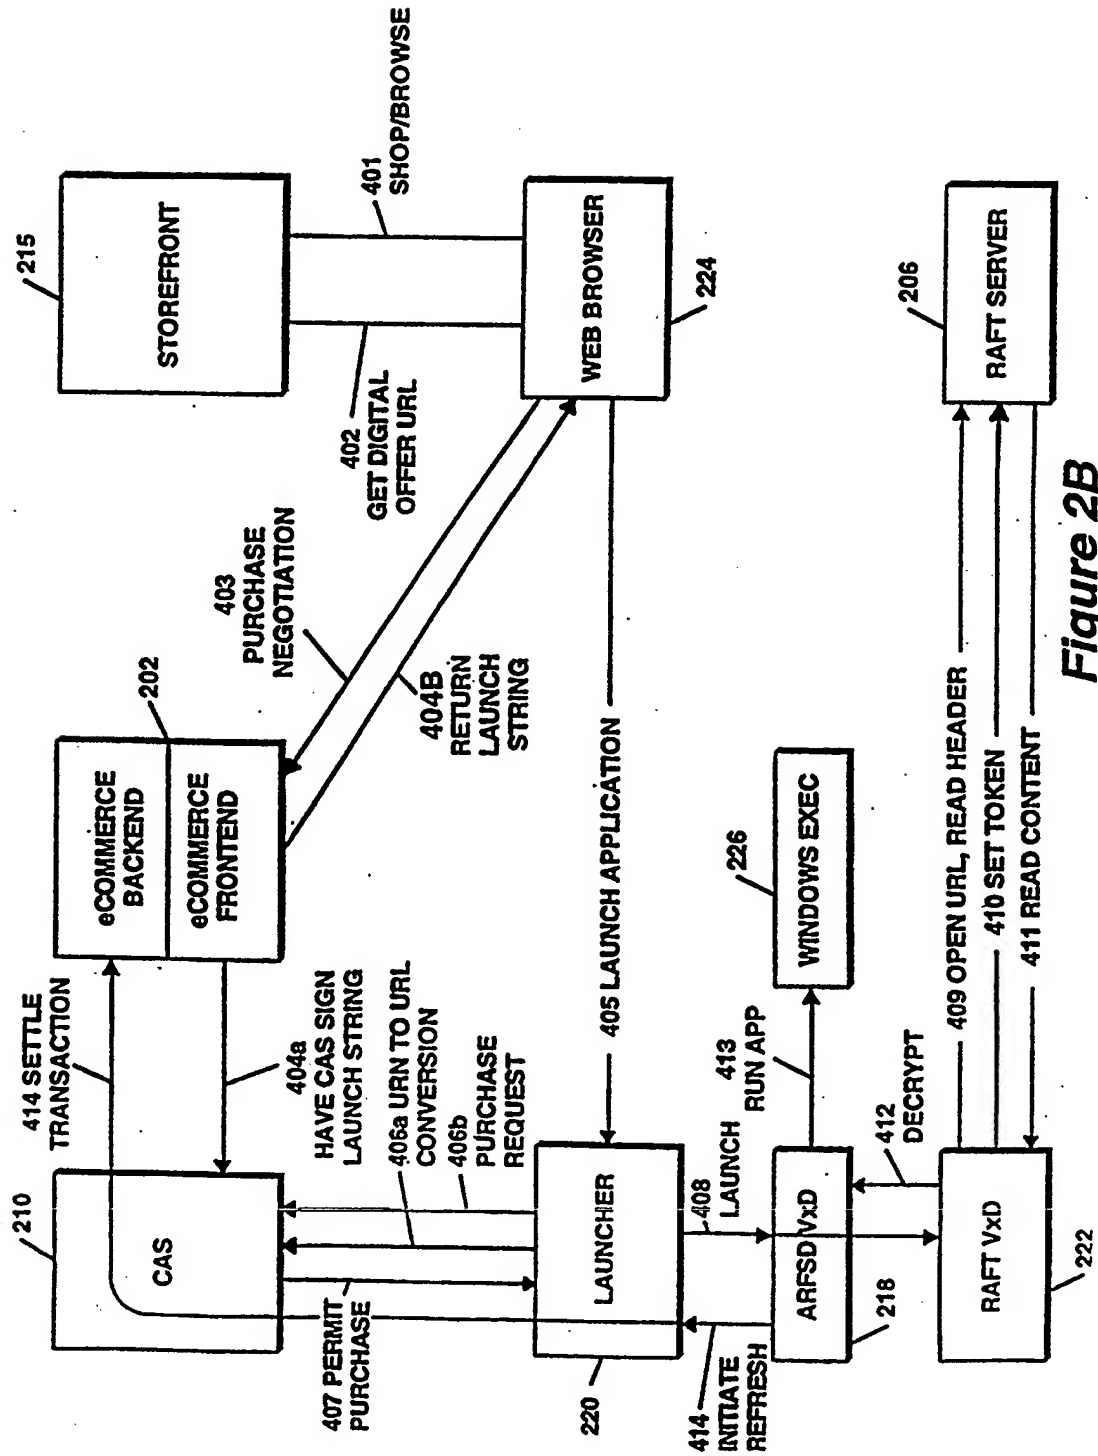 215
STOREFRONT
401
SHOP/BROWSE
402
GET DIGITAL
OFFER URL
WEB BROWSER
224
403
PURCHASE
NEGOTIATION
404B
RETURN
LAUNCH
STRING
202
eCOMMERCE
BACKEND
eCOMMERCE
FRONTEND
414 SETTLE
TRANSACTION
404a
HAVE CAS SIGN
LAUNCH STRING
406a URN TO URL
CONVERSION
406b
PURCHASE
REQUEST
405 LAUNCH APPLICATION
210
CAS
407 PERMIT
PURCHASE
LAUNCHER
220
408
LAUNCH
414
INITIATE
REFRESH
413
RUN APP
226
WINDOWS EXEC
ARFSD VxD
218
412
DECRYPT
RAFT VxD
222
409 OPEN URL, READ HEADER
410 SET TOKEN
411 READ CONTENT
206
RAFT SERVER
Figure 2B